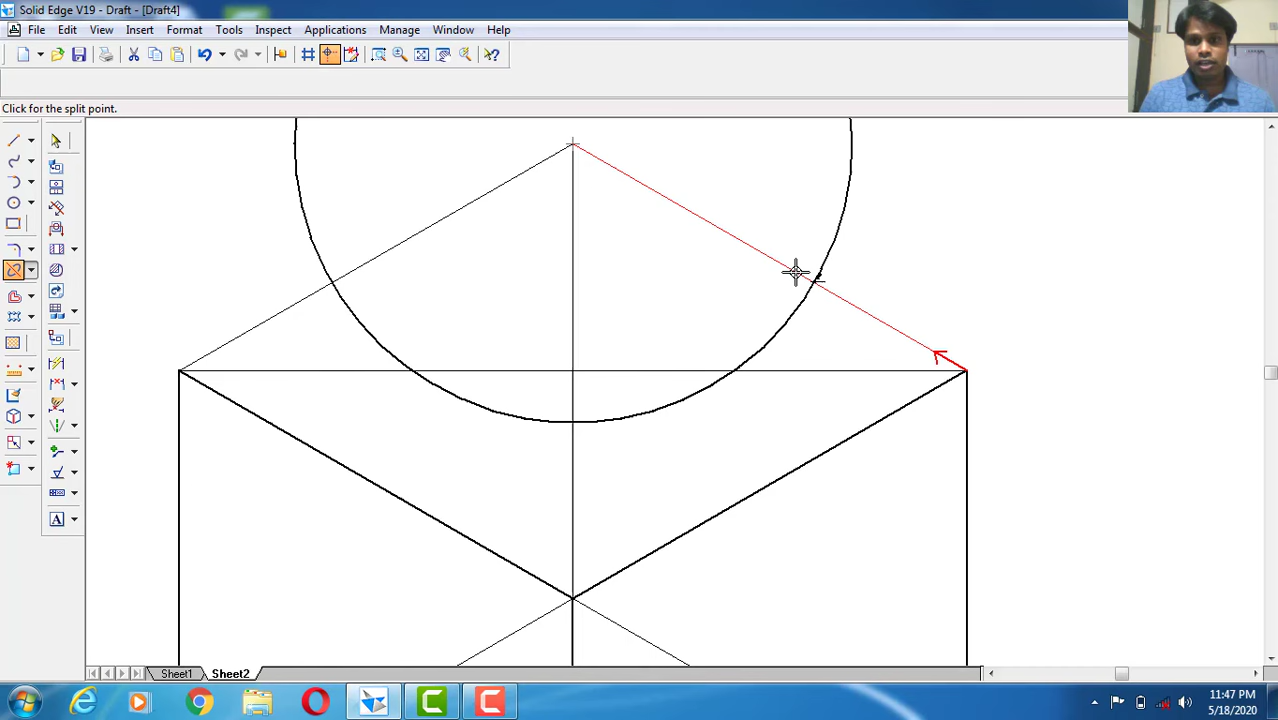 Solid Edge V19 - Draft - [Draft4]
File Edit View Insert Format Tools Inspect Applications Manage Window Help
Click for the split point.
A
Sheet1 Sheet2
11:47 PM
5/18/2020